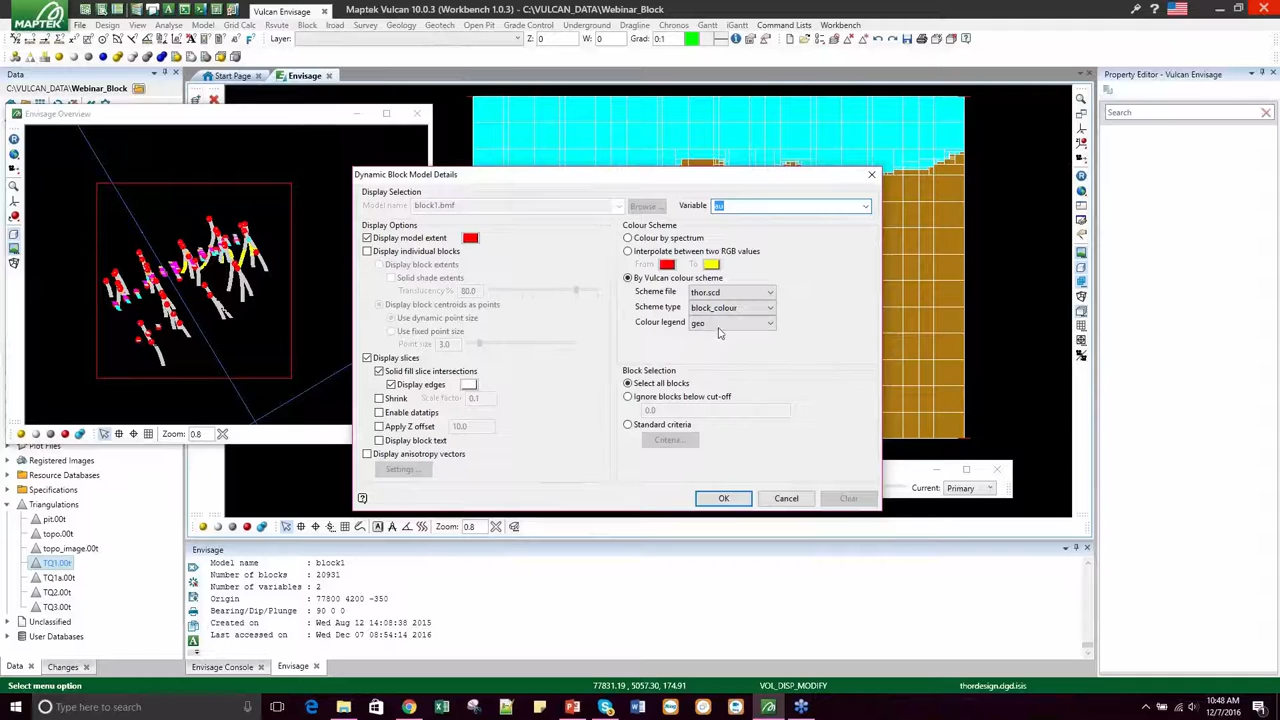 MAPTEK
Maptek Vulcan 10.0.3 (Workbench 1.0.3) - C:\VULCAN_DATA\Webinar_Block
Vulcan Envisage
File Design View Analyse Model Grid Calc Rsvute Block Iroad Survey Geology Geotech Open Pit Control Underground Dragline Chronos Gantt iGantt Command Lists Workbench
Layer: Z: 0 W: 0 Grad: 0:1
Data
Start Page
Envisage
Property Editor - Vulcan Envisage
C:\VULCAN_DATA\Webinar_Block
Search
Envisage Overview
Zoom: 0.8
Dynamic Block Model Details
Display Selection
Model name block1.bmf Browse ... Variable au
Display Options
Display model extent
Display individual blocks
Display block extents
Solid shade extents
Translucency % 80.0
Display block centroids as points
Use dynamic point size
Use fixed point size
Point size 3.0
Display slices
Solid fill slice intersections
Display edges
Shrink Scale factor 0.1
Enable datatips
Apply Z offset 10.0
Display block text
Display anisotropy vectors
Settings ...
Colour Scheme
Colour by spectrum
Interpolate between two RGB values
From To
By Vulcan colour scheme
Scheme file thor.scd
Scheme type block_colour
Colour legend geo
Block Selection
Select all blocks
Ignore blocks below cut-off
0.0
Standard criteria
Criteria...
OK Cancel Clear
Current: Primary
Plot Files
Registered Images
Resource Databases
Specifications
Triangulations
pit.00t
topo.00t
topo_image.00t
TQ1.00t
TQ1a.00t
TQ2.00t
TQ3.00t
Unclassified
User Databases
Zoom: 0.8
Envisage
Model name : block1
Number of blocks : 20931
Number of variables : 2
Origin : 77800 4200 -350
Bearing/Dip/Plunge : 90 0 0
Created on : Wed Aug 12 14:08:38 2015
Last accessed on : Wed Dec 07 08:54:14 2016
Data Changes
Envisage Console Envisage
Select menu option 77831.19 , 5057.30, 174.91 VOL_DISP_MODIFY thordesign.dgd.isis
I'm Cortana. Ask me anything.
10:48 AM
12/7/2016